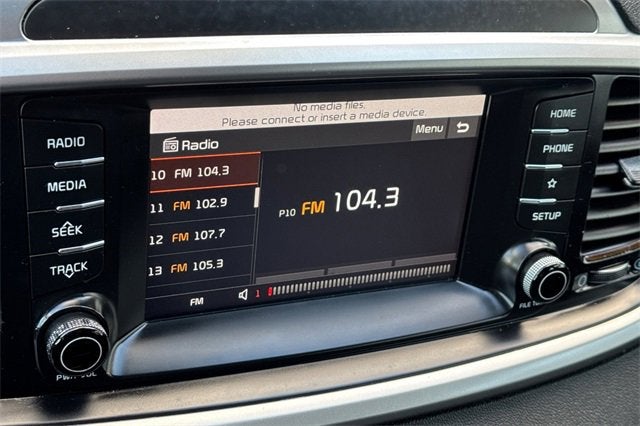 No media files.
Please connect or insert a media device.
Radio
Menu
10 FM 104.3
11 FM 102.9
12 FM 107.7
13 FM 105.3
P10 FM 104.3
FM
1
RADIO
MEDIA
SEEK
TRACK
HOME
PHONE
SETUP
FILE